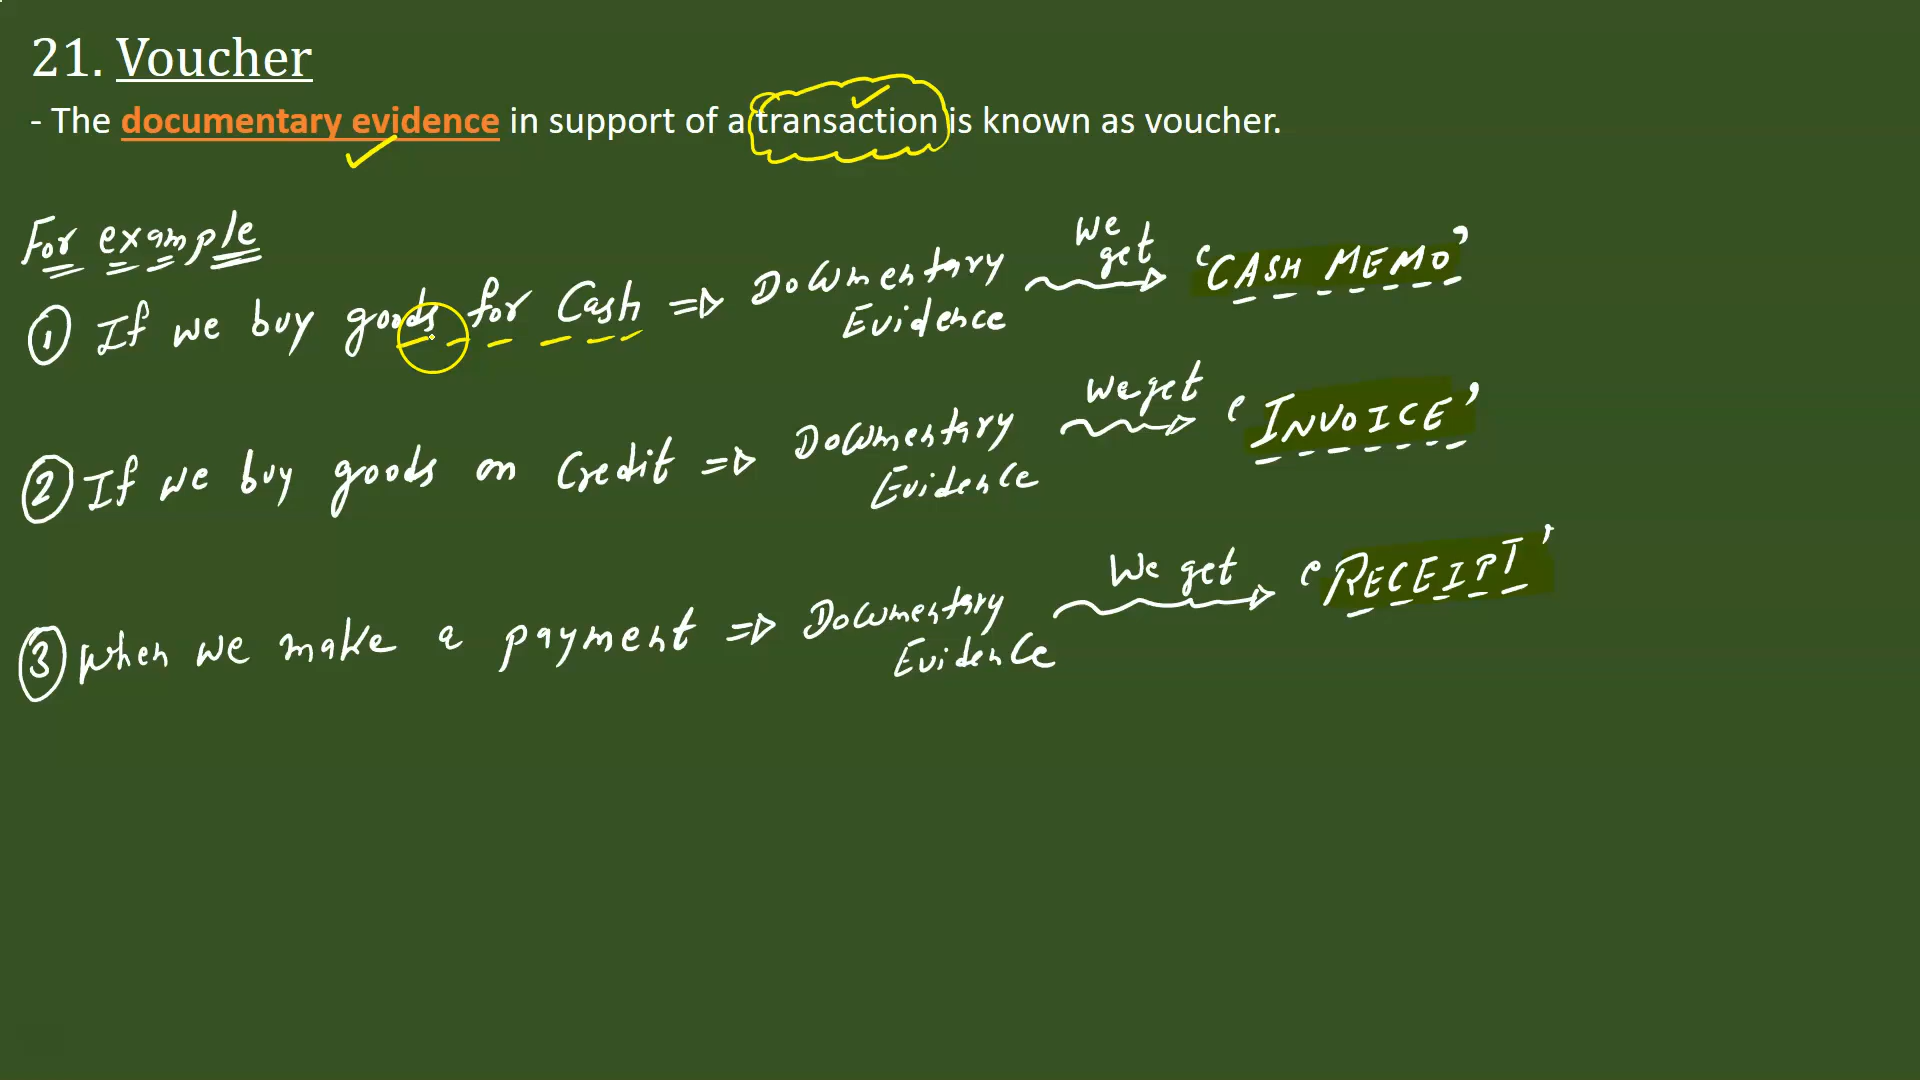 21. Voucher
- The documentary evidence in support of a transaction is known as voucher.
For example
① If we buy goods for Cash ⇒ Documentary Evidence We get 'CASH MEMO'
② If we buy goods on Credit ⇒ Documentary Evidence We get 'INVOICE'
③ When we make a payment ⇒ Documentary Evidence We get 'RECEIPT'